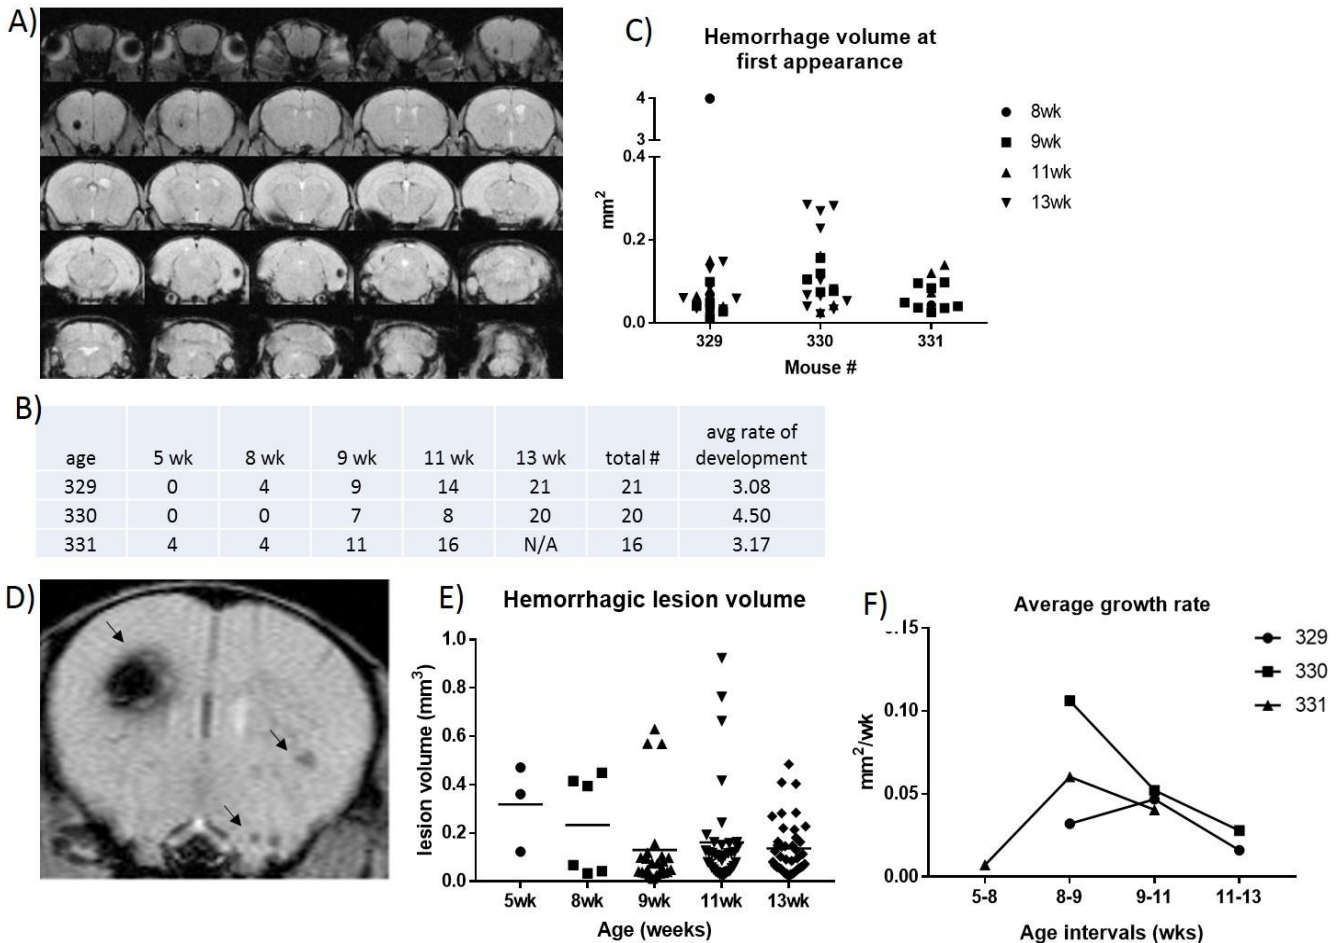 A)
C)
Hemorrhage volume at
first appearance
4
3
0.4
0.2
0.0
mm²
329
330
331
Mouse #
8wk
9wk
11wk
13wk
B)
age 5 wk 8 wk 9 wk 11 wk 13 wk total # avg rate of development
329 0 4 9 14 21 21 3.08
330 0 0 7 8 20 20 4.50
331 4 4 11 16 N/A 16 3.17
D)
E)
Hemorrhagic lesion volume
1.0
0.8
0.6
0.4
0.2
0.0
lesion volume (mm³)
5wk 8wk 9wk 11wk 13wk
Age (weeks)
F)
Average growth rate
0.10
0.05
0.00
mm²/wk
5-8 8-9 9-11 11-13
Age intervals (wks)
329
330
331